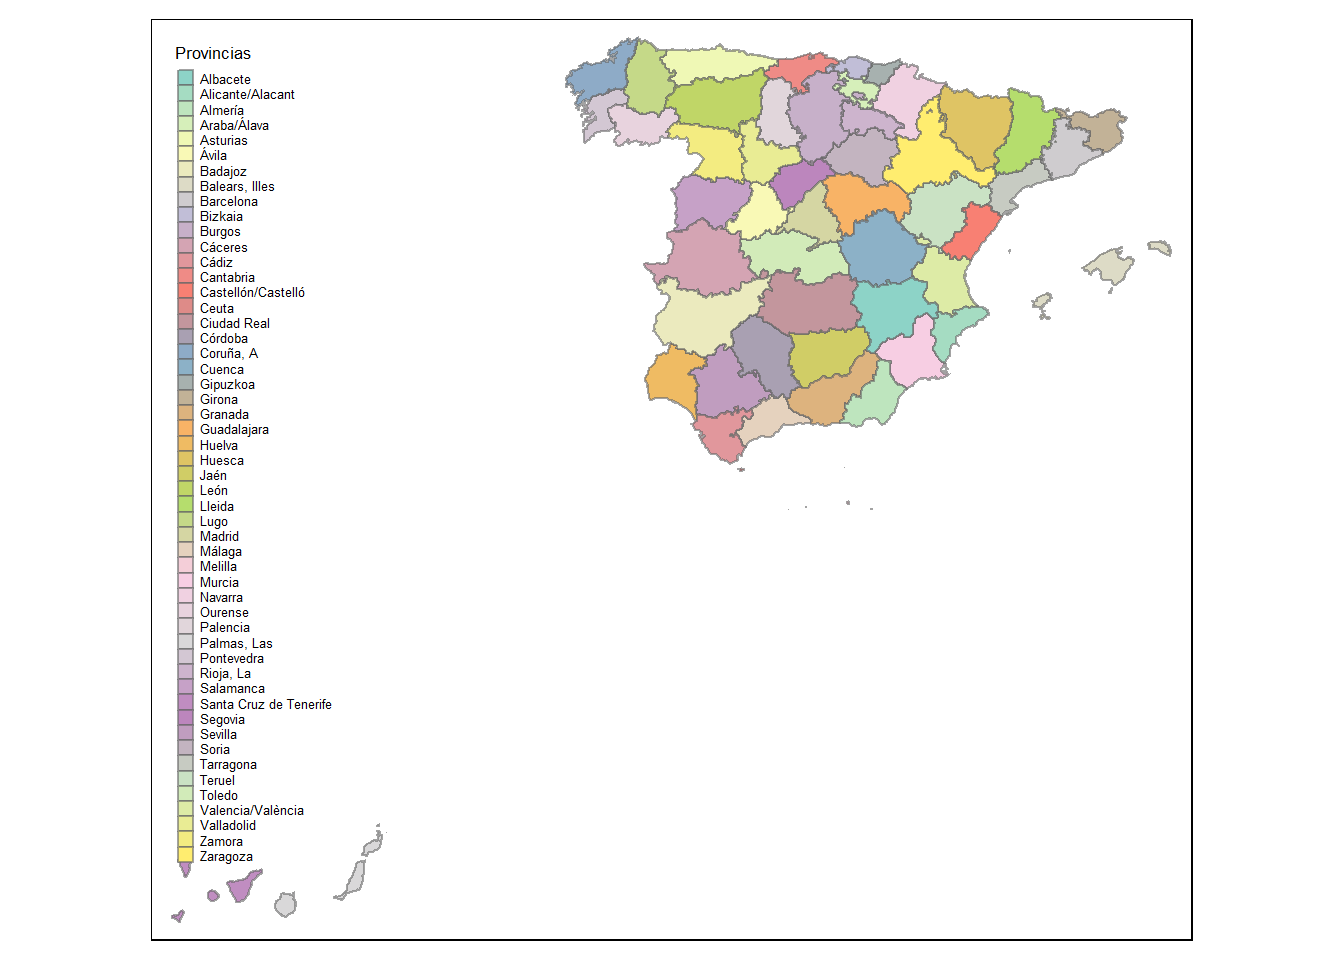 Provincias
Albacete
Alicante/Alacant
Almería
Araba/Álava
Asturias
Ávila
Badajoz
Balears, Illes
Barcelona
Bizkaia
Burgos
Cáceres
Cádiz
Cantabria
Castellón/Castelló
Ceuta
Ciudad Real
Córdoba
Coruña, A
Cuenca
Gipuzkoa
Girona
Granada
Guadalajara
Huelva
Huesca
Jaén
León
Lleida
Lugo
Madrid
Málaga
Melilla
Murcia
Navarra
Ourense
Palencia
Palmas, Las
Pontevedra
Rioja, La
Salamanca
Santa Cruz de Tenerife
Segovia
Sevilla
Soria
Tarragona
Teruel
Toledo
Valencia/València
Valladolid
Zamora
Zaragoza